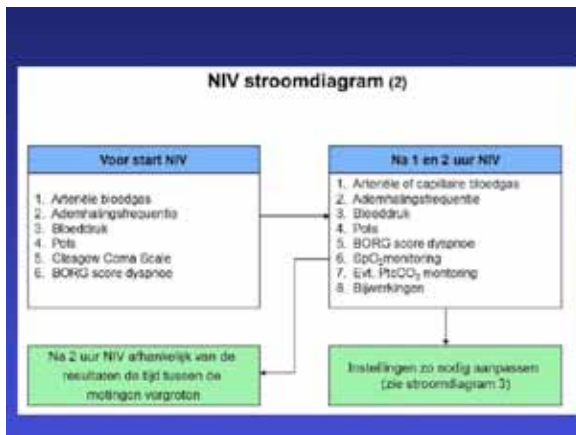 NIV stroomdiagram (2)
Voor start NIV
1. Arteriële bloedgas
2. Ademhalingsfrequentie
3. Bloeddruk
4. Pols
5. Glasgow Coma Scale
6. BORG score dyspnoe
Na 1 en 2 uur NIV
1. Arteriële of capillaire bloedgas
2. Ademhalingsfrequentie
3. Bloeddruk
4. Pols
5. BORG score dyspnoe
6. SpO₂monitoring
7. Evt. PtcCO₂ monitoring
8. Bijwerkingen
Na 2 uur NIV afhankelijk van de
resultaten de tijd tussen de
metingen vergroten
Instellingen zo nodig aanpassen
(zie stroomdiagram 3)